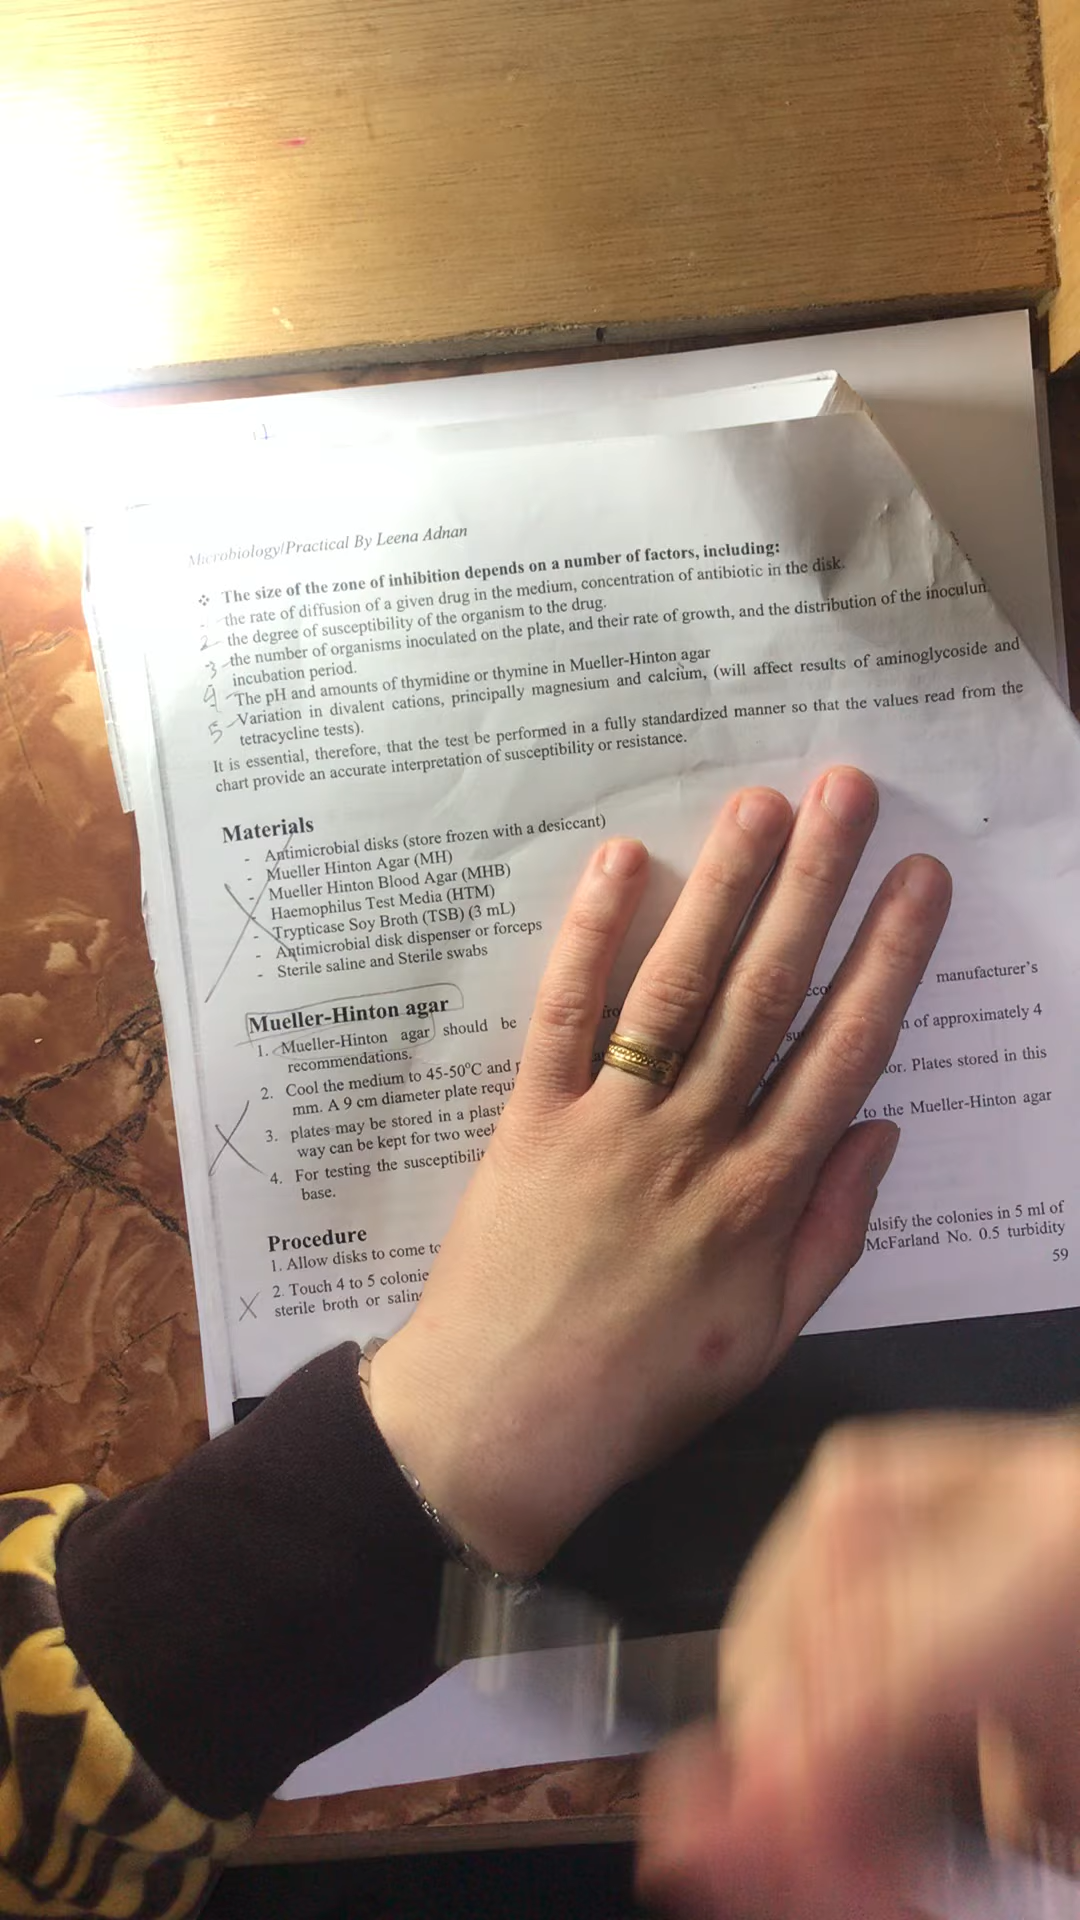 Microbiology/Practical By Leena Adnan
❖ The size of the zone of inhibition depends on a number of factors, including:
the rate of diffusion of a given drug in the medium, concentration of antibiotic in the disk.
2 the degree of susceptibility of the organism to the drug.
3 the number of organisms inoculated on the plate, and their rate of growth, and the distribution of the inoculun.
incubation period.
4 The pH and amounts of thymidine or thymine in Mueller-Hinton agar
5 Variation in divalent cations, principally magnesium and calcium, (will affect results of aminoglycoside and
tetracycline tests).
It is essential, therefore, that the test be performed in a fully standardized manner so that the values read from the
chart provide an accurate interpretation of susceptibility or resistance.
Materials
- Antimicrobial disks (store frozen with a desiccant)
- Mueller Hinton Agar (MH)
- Mueller Hinton Blood Agar (MHB)
Haemophilus Test Media (HTM)
- Trypticase Soy Broth (TSB) (3 mL)
- Antimicrobial disk dispenser or forceps
- Sterile saline and Sterile swabs
Mueller-Hinton agar
1. Mueller-Hinton agar should be manufacturer's
recommendations.
2. Cool the medium to 45-50°C and of approximately 4
mm. A 9 cm diameter plate
3. plates may be stored in a Plates stored in this
way can be kept for two
4. For testing the to the Mueller-Hinton agar
base.
Procedure
1. Allow disks to come
2. Touch 4 to 5 the colonies in 5 ml of
sterile broth or McFarland No. 0.5 turbidity
59